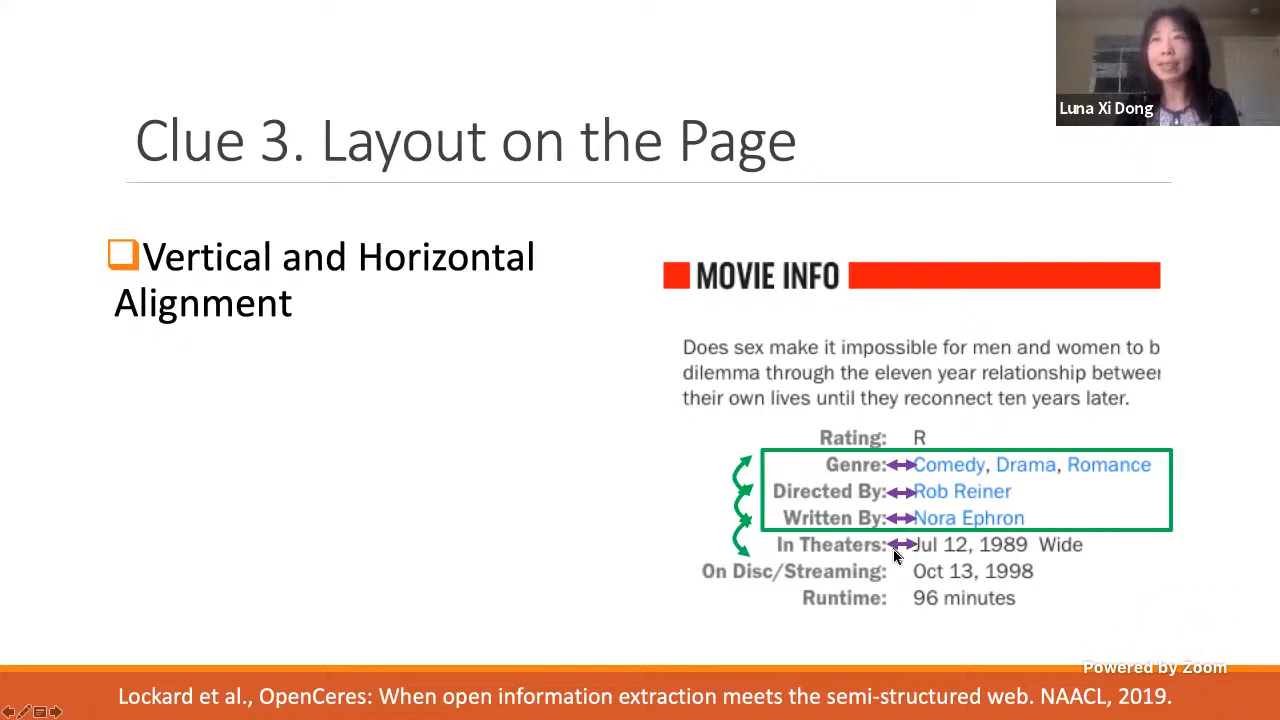 Luna Xi Dong
Clue 3. Layout on the Page
Vertical and Horizontal
Alignment
MOVIE INFO
Does sex make it impossible for men and women to b
dilemma through the eleven year relationship between
their own lives until they reconnect ten years later.
Rating: R
Genre: Comedy, Drama, Romance
Directed By: Rob Reiner
Written By: Nora Ephron
In Theaters: Jul 12, 1989 Wide
On Disc/Streaming: Oct 13, 1998
Runtime: 96 minutes
Powered by Zoom
Lockard et al., OpenCeres: When open information extraction meets the semi-structured web. NAACL, 2019.